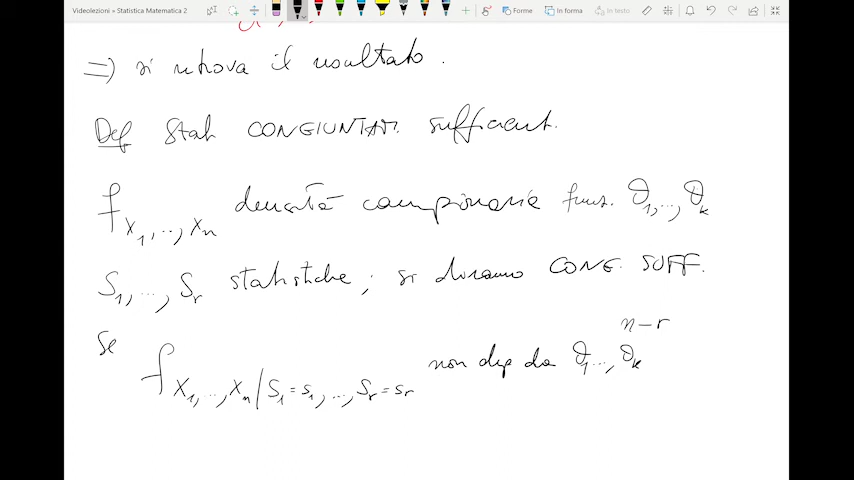 Videolezioni » Statistica Matematica 2
Forme
In forma
In testo
=> si ritrova il risultato.
Def Stat CONGIUNTAM. sufficient.
f_{X_1,...,X_n} densità campionaria funz. θ_1,...,θ_k
S_1,...,S_r statistiche; si dicono CONG. SUFF.
n-r
se f_{X_1,...,X_n | S_1=s_1,...,S_r=s_r} non dip da θ_1,...,θ_k